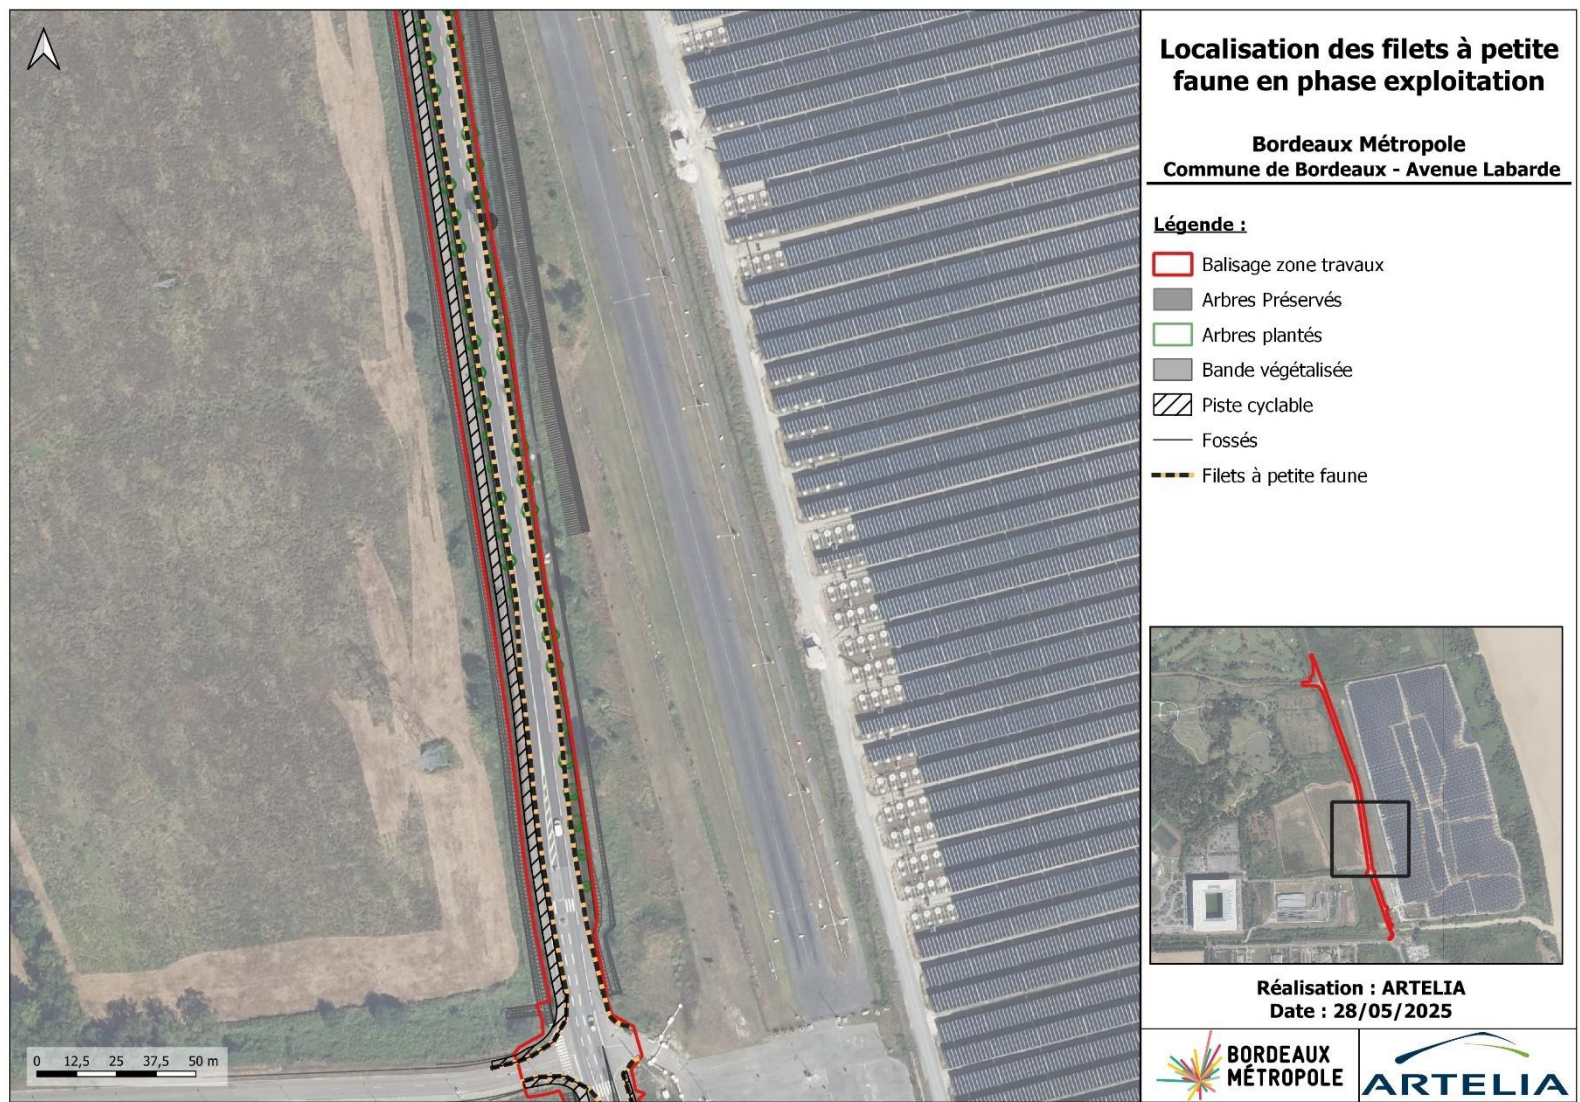 Localisation des filets à petite
faune en phase exploitation
Bordeaux Métropole
Commune de Bordeaux - Avenue Labarde
Légende :
Balisage zone travaux
Arbres Préservés
Arbres plantés
Bande végétalisée
Piste cyclable
Fossés
Filets à petite faune
0 12,5 25 37,5 50 m
Réalisation : ARTELIA
Date : 28/05/2025
BORDEAUX
MÉTROPOLE
ARTELIA